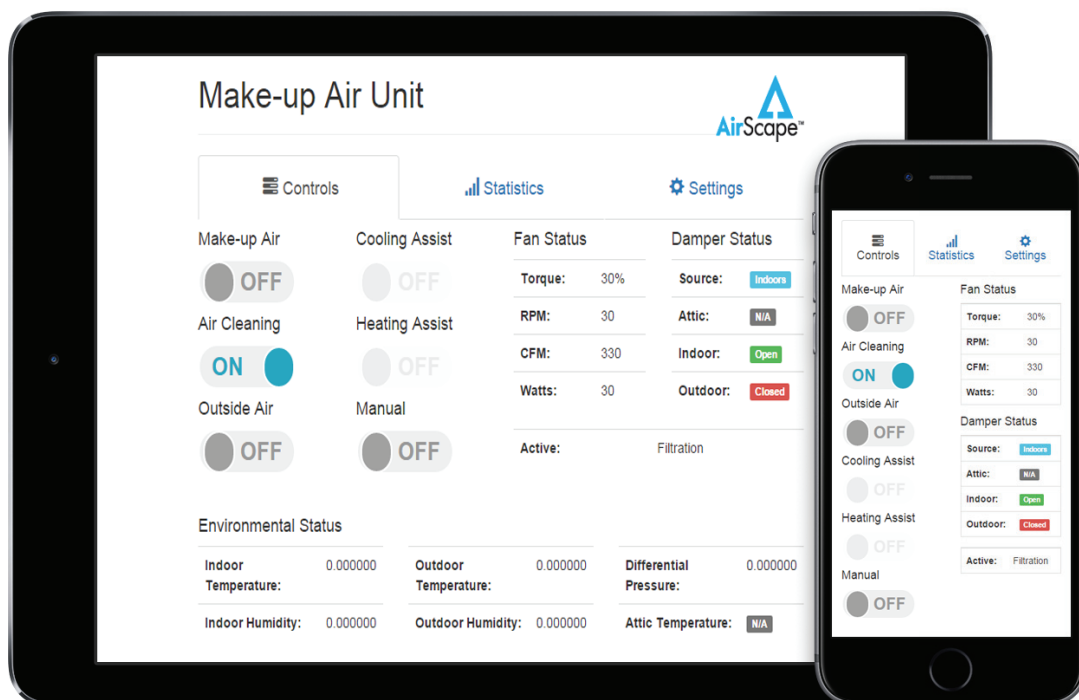 Make-up Air Unit
AirScape™
Controls
Statistics
Settings
Make-up Air
Cooling Assist
Fan Status
Damper Status
OFF
OFF
Torque: 30%
Source: Indoors
Air Cleaning
Heating Assist
RPM: 30
Attic: N/A
ON
OFF
CFM: 330
Indoor: Open
Watts: 30
Outdoor: Closed
Outside Air
Manual
OFF
OFF
Active: Filtration
Environmental Status
Indoor
Temperature: 0.000000
Outdoor
Temperature: 0.000000
Differential
Pressure: 0.000000
Indoor Humidity: 0.000000
Outdoor Humidity: 0.000000
Attic Temperature: N/A
Controls
Statistics
Settings
Make-up Air
OFF
Air Cleaning
ON
Outside Air
OFF
Cooling Assist
OFF
Heating Assist
OFF
Manual
OFF
Fan Status
Torque: 30%
RPM: 30
CFM: 330
Watts: 30
Damper Status
Source: Indoors
Attic: N/A
Indoor: Open
Outdoor: Closed
Active: Filtration